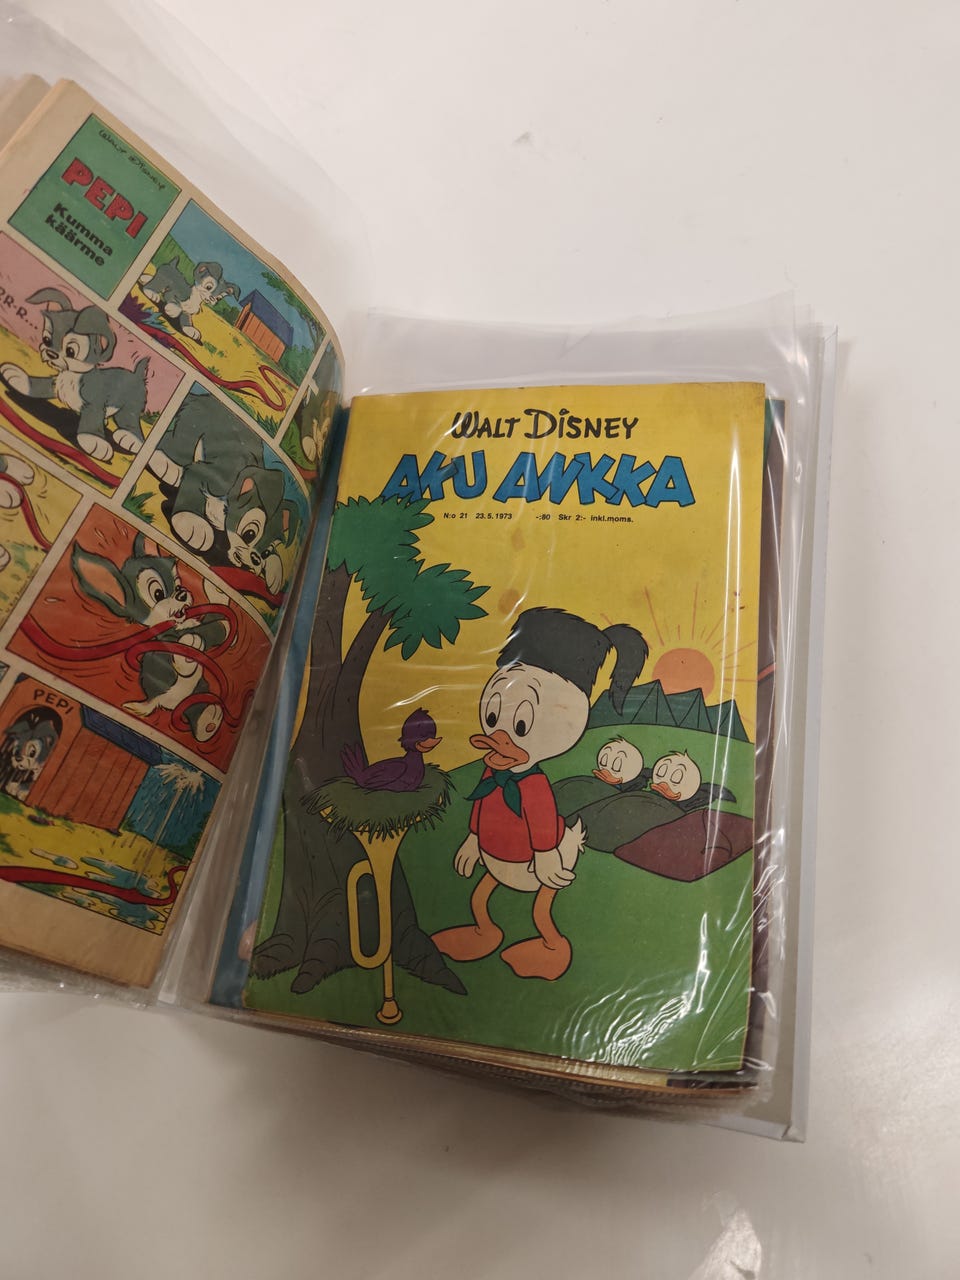 WALT DISNEY
PEPI
Kumma
käärme
R-R...
PEPI
WALT DISNEY
AKU ANKKA
N:o 21 23.5.1973 -:80 Skr 2:- inkl.moms.